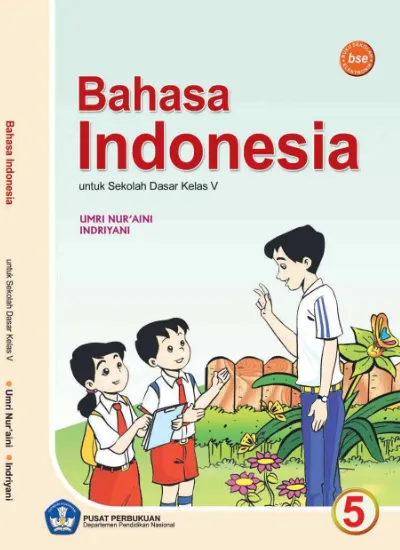 bse
Bahasa
Indonesia
untuk Sekolah Dasar Kelas V
UMRI NUR'AINI
INDRIYANI
5
PUSAT PERBUKUAN
Departemen Pendidikan Nasional
Bahasa Indonesia
untuk Sekolah Dasar Kelas V
Umri Nur'aini
Indriyani